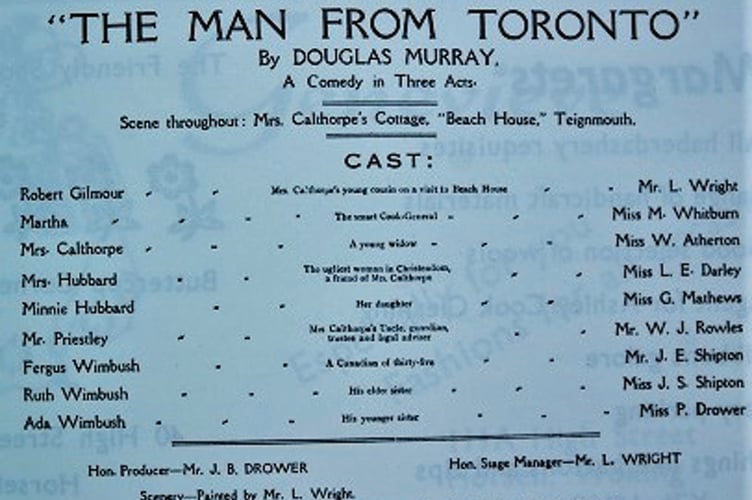 "THE MAN FROM TORONTO"
By DOUGLAS MURRAY.
A Comedy in Three Acts.
Scene throughout: Mrs. Calthorpe's Cottage, "Beach House," Teignmouth.
CAST:
Robert Gilmour - - Mrs. Calthorpe's young cousin on a visit to Beach House - - Mr. L. Wright
Martha - - - - The smart Cook-General - - - - Miss M. Whitburn
Mrs. Calthorpe - - - A young widow - - - Miss W. Atherton
Mrs. Hubbard - - The ugliest woman in Christendom, a friend of Mrs. Calthorpe - - Miss L. E. Darley
Minnie Hubbard - - Her daughter - - Miss G. Mathews
Mr. Priestley - - Mrs Calthorpe's Uncle, guardian, trustee and legal adviser - - Mr. W. J. Rowles
Fergus Wimbush - - - A Canadian of thirty-five - - - Mr. J. E. Shipton
Ruth Wimbush - - - His elder sister - - - - Miss J. S. Shipton
Ada Wimbush - - - His younger sister - - - Miss P. Drower
Hon. Producer—Mr. J. B. DROWER Hon. Stage Manager—Mr. L. WRIGHT
Scenery—Painted by Mr. L. Wright.
The Friendly
Margarets
All haberdashery requisites
handicraft materials
selection of wools
40 High Street